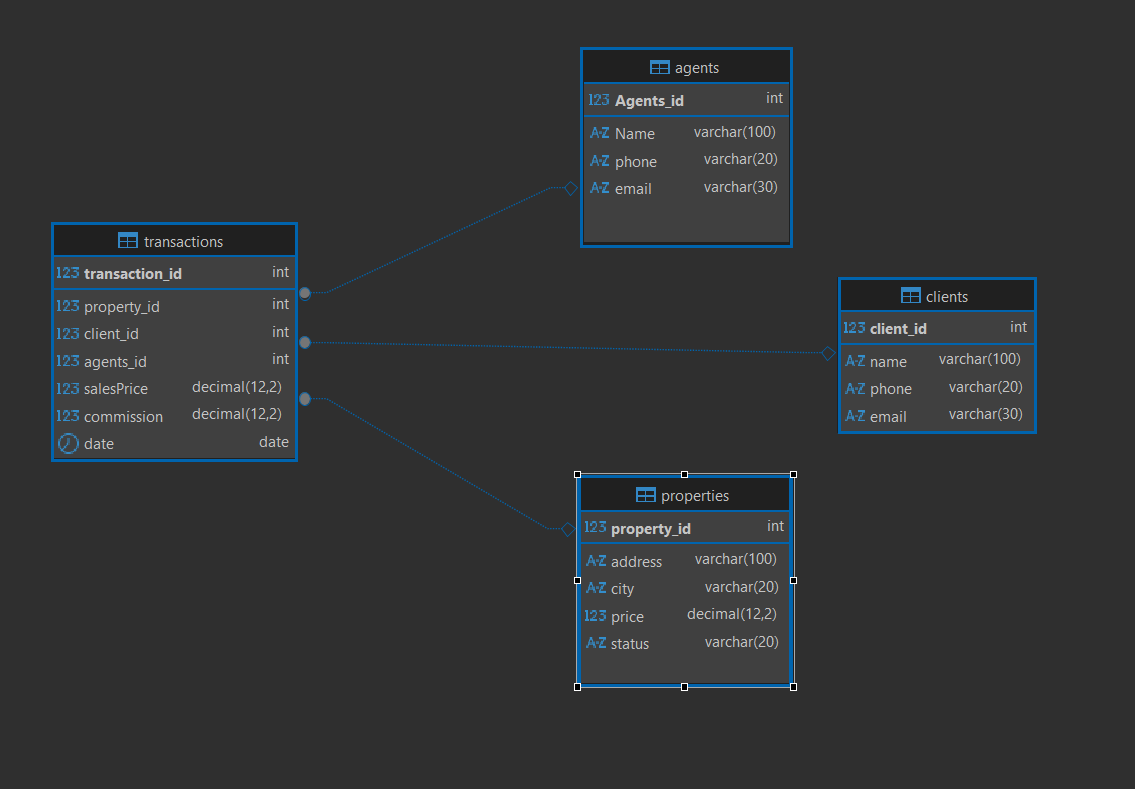 agents
123 Agents_id int
A-Z Name varchar(100)
A-Z phone varchar(20)
A-Z email varchar(30)
transactions
123 transaction_id int
123 property_id int
123 client_id int
123 agents_id int
123 salesPrice decimal(12,2)
123 commission decimal(12,2)
date date
clients
123 client_id int
A-Z name varchar(100)
A-Z phone varchar(20)
A-Z email varchar(30)
properties
123 property_id int
A-Z address varchar(100)
A-Z city varchar(20)
123 price decimal(12,2)
A-Z status varchar(20)